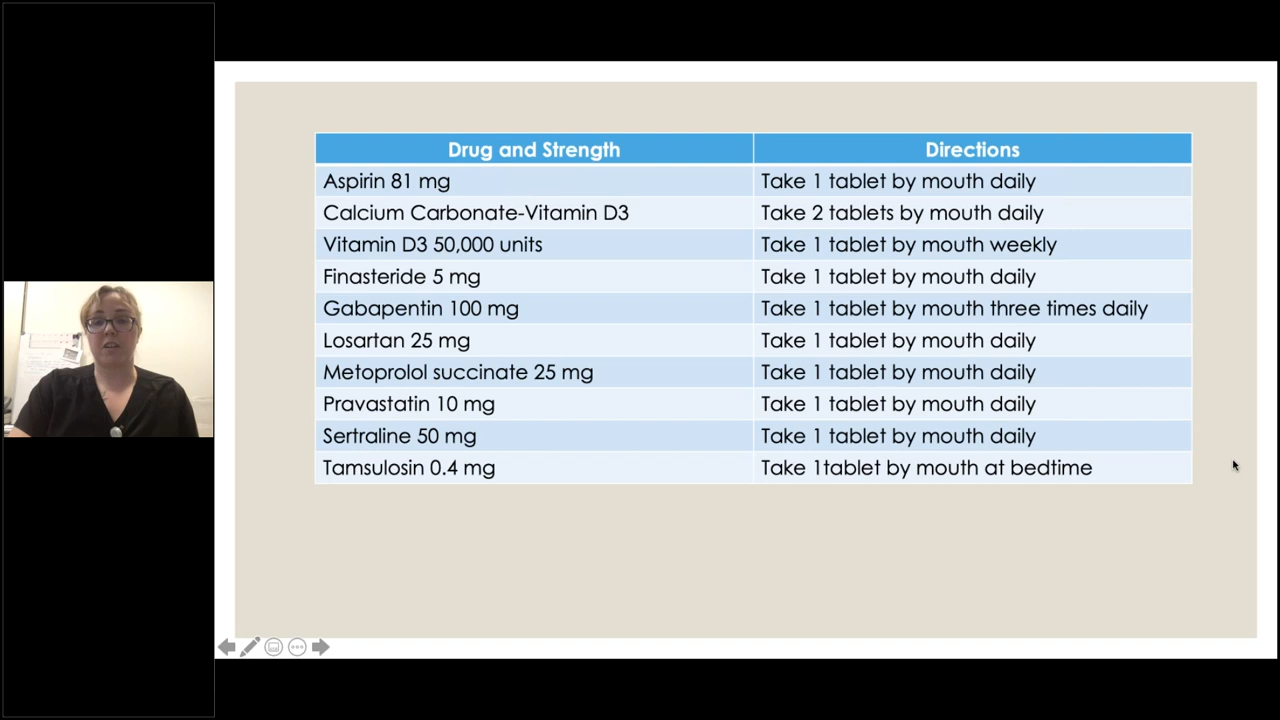 Drug and Strength Directions
Aspirin 81 mg Take 1 tablet by mouth daily
Calcium Carbonate-Vitamin D3 Take 2 tablets by mouth daily
Vitamin D3 50,000 units Take 1 tablet by mouth weekly
Finasteride 5 mg Take 1 tablet by mouth daily
Gabapentin 100 mg Take 1 tablet by mouth three times daily
Losartan 25 mg Take 1 tablet by mouth daily
Metoprolol succinate 25 mg Take 1 tablet by mouth daily
Pravastatin 10 mg Take 1 tablet by mouth daily
Sertraline 50 mg Take 1 tablet by mouth daily
Tamsulosin 0.4 mg Take 1tablet by mouth at bedtime